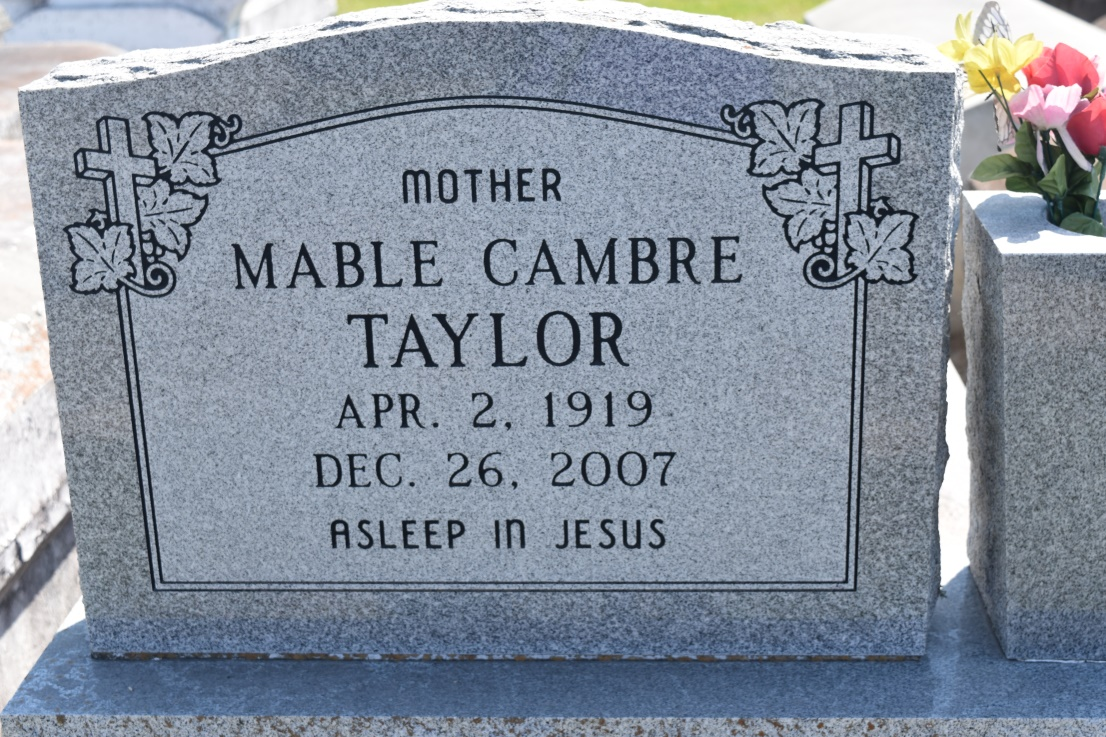 MOTHER
MABLE CAMBRE
TAYLOR
APR. 2, 1919
DEC. 26, 2007
ASLEEP IN JESUS